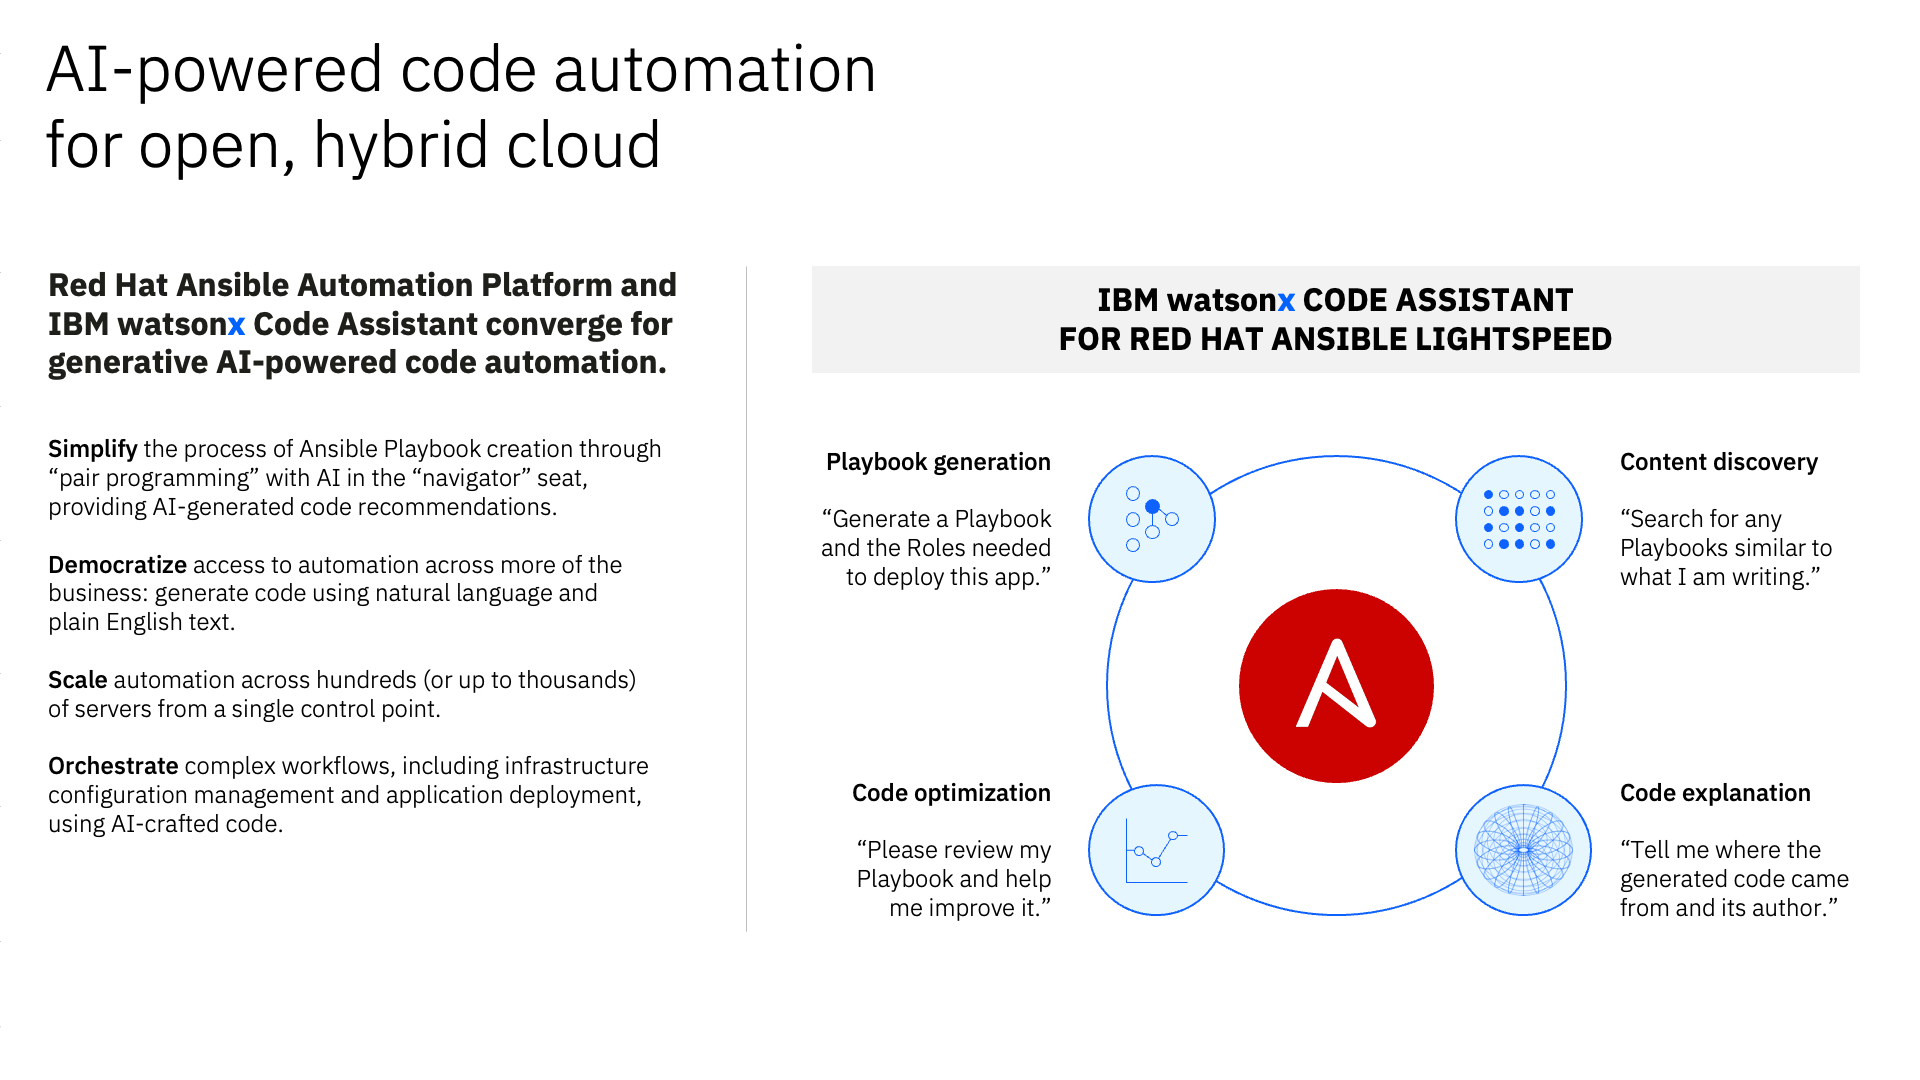 AI-powered code automation
for open, hybrid cloud
Red Hat Ansible Automation Platform and
IBM watsonx Code Assistant converge for
generative AI-powered code automation.
Simplify the process of Ansible Playbook creation through
“pair programming” with AI in the “navigator” seat,
providing AI-generated code recommendations.
Democratize access to automation across more of the
business: generate code using natural language and
plain English text.
Scale automation across hundreds (or up to thousands)
of servers from a single control point.
Orchestrate complex workflows, including infrastructure
configuration management and application deployment,
using AI-crafted code.
IBM watsonx CODE ASSISTANT
FOR RED HAT ANSIBLE LIGHTSPEED
Playbook generation
“Generate a Playbook
and the Roles needed
to deploy this app.”
Content discovery
“Search for any
Playbooks similar to
what I am writing.”
Code optimization
“Please review my
Playbook and help
me improve it.”
Code explanation
“Tell me where the
generated code came
from and its author.”